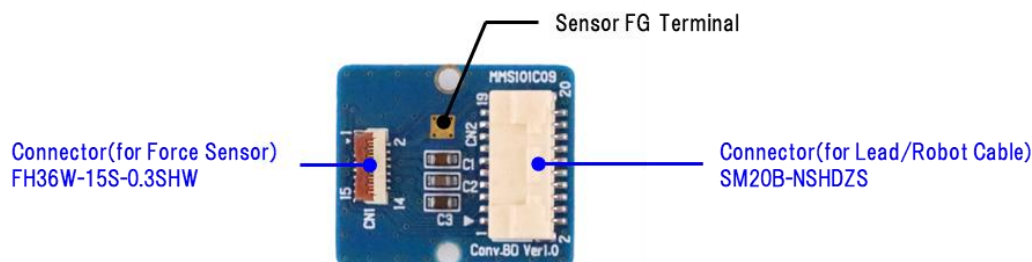 Sensor FG Terminal
MMS101C09
19
20
1
2
CN2
Connector(for Force Sensor)
FH36W-15S-0.3SHW
C1
Connector(for Lead/Robot Cable)
SM20B-NSHDZS
C2
15
14
CN1
C3
1
2
Conv.BD Ver1.0